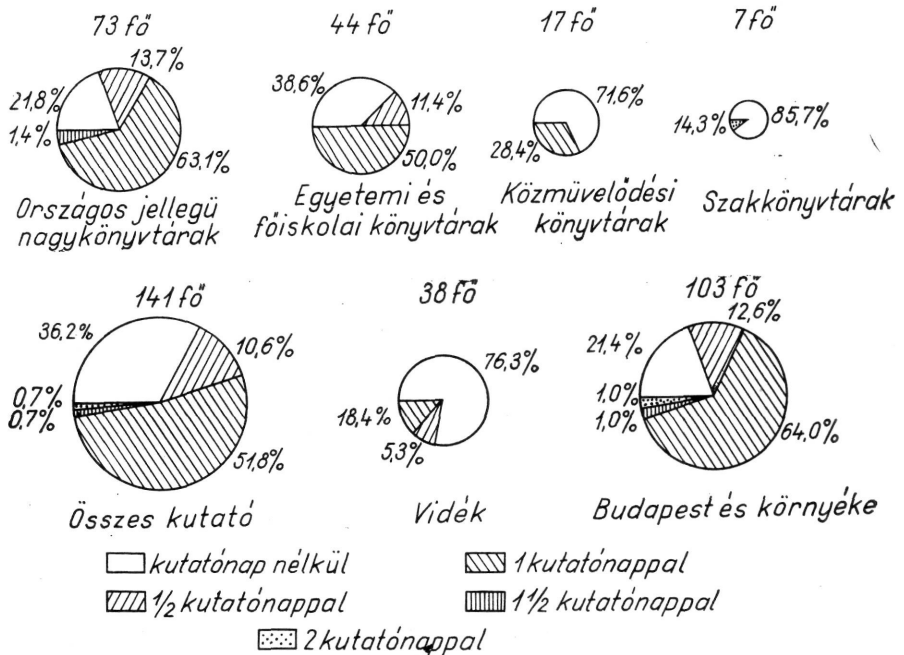 73 fő
13,7%
21,8%
1,4%
63,1%
Országos jellegű
nagykönyvtárak
44 fő
38,6%
11,4%
50,0%
Egyetemi és
főiskolai könyvtárak
17 fő
71,6%
28,4%
Közművelődési
könyvtárak
7 fő
14,3%
85,7%
Szakkönyvtárak
141 fő
36,2%
10,6%
0,7%
0,7%
51,8%
Összes kutató
38 fő
76,3%
18,4%
5,3%
Vidék
103 fő
12,6%
21,4%
1,0%
1,0%
64,0%
Budapest és környéke
kutatónap nélkül
1 kutatónappal
1/2 kutatónappal
1 1/2 kutatónappal
2 kutatónappal